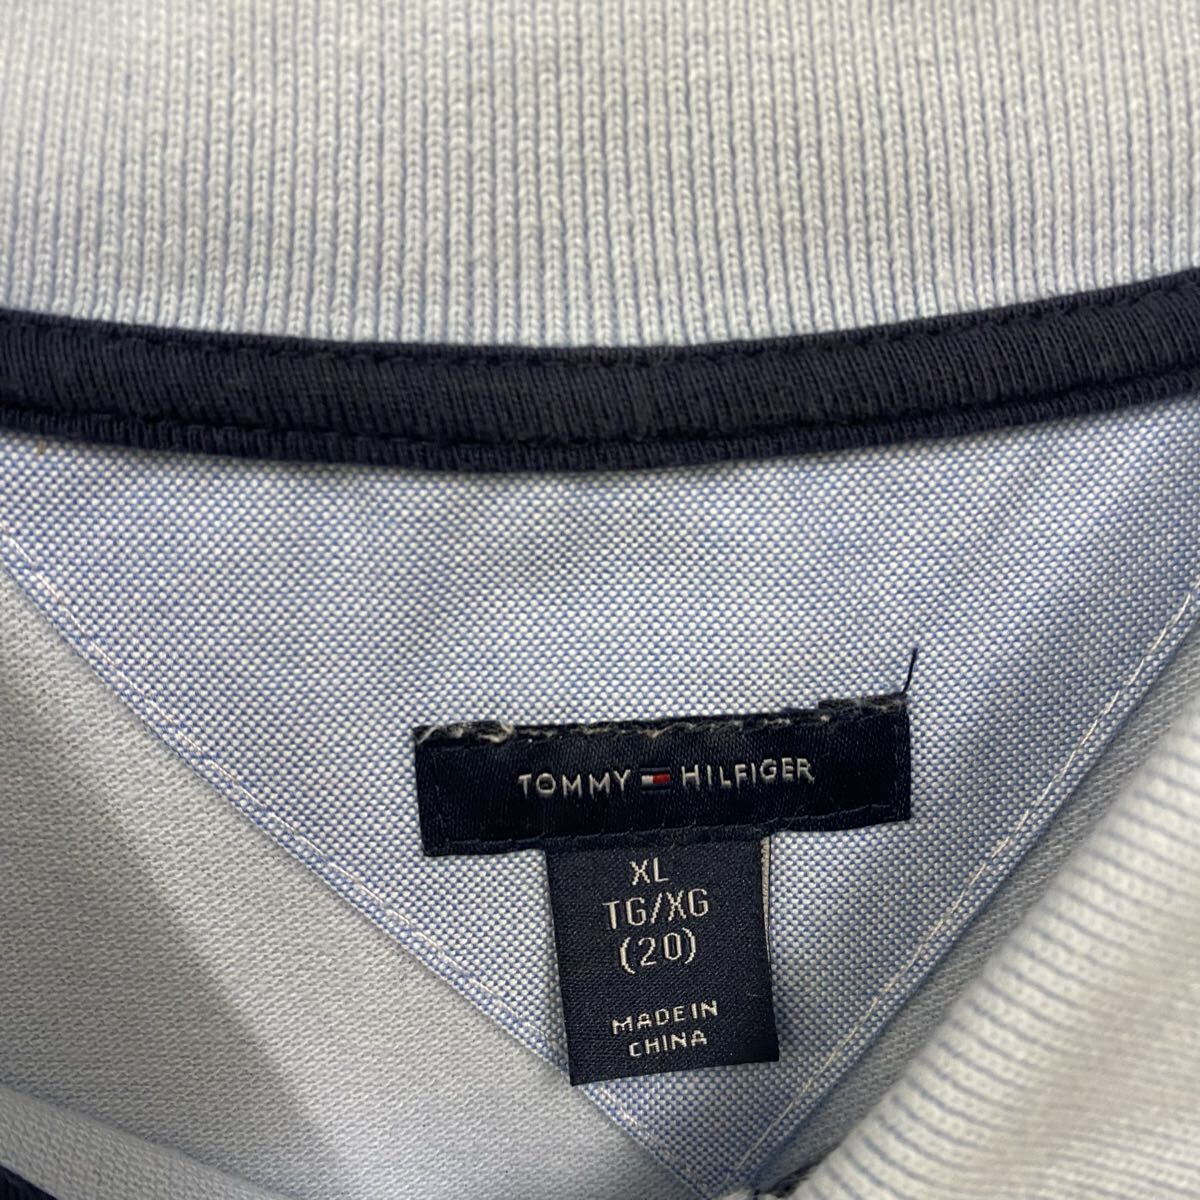 TOMMY HILFIGER
XL
TG/XG
(20)
MADE IN
CHINA